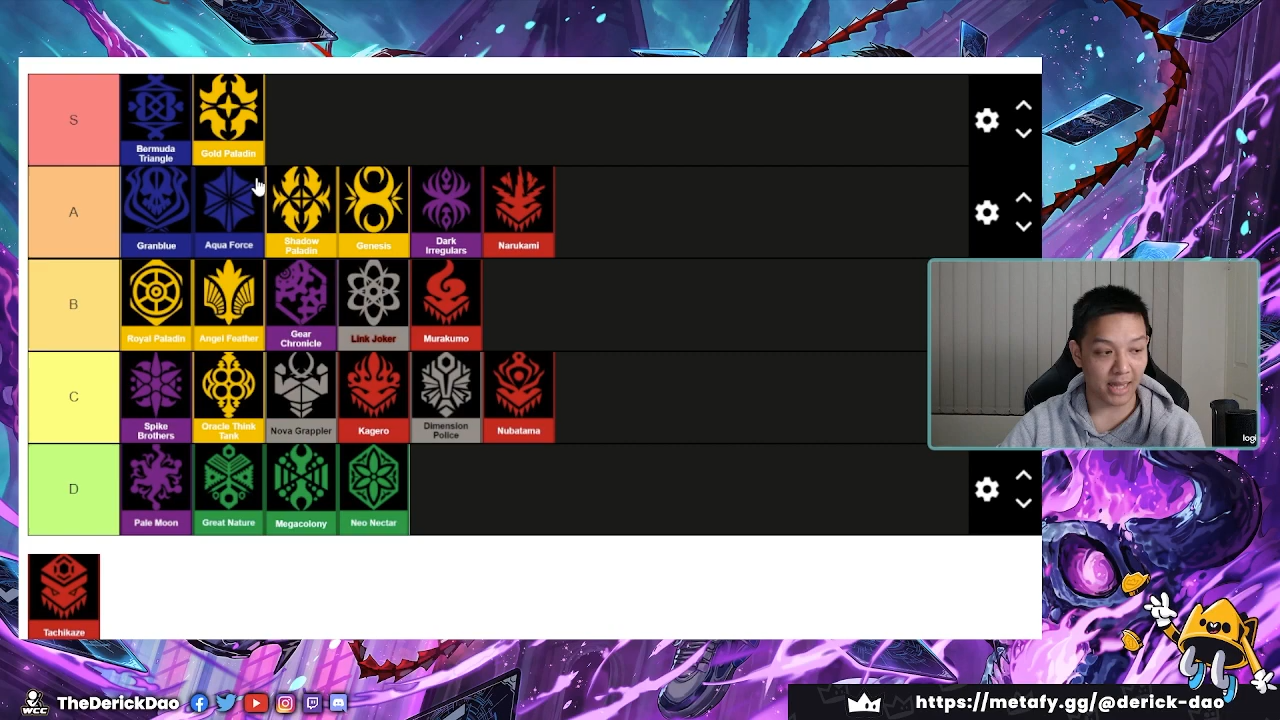 S
Bermuda
Triangle
Gold Paladin
A
Granblue
Aqua Force
Shadow
Paladin
Genesis
Dark
Irregulars
Narukami
B
Royal Paladin
Angel Feather
Gear
Chronicle
Link Joker
Murakumo
C
Spike
Brothers
Oracle Think
Tank
Nova Grappler
Kagero
Dimension
Police
Nubatama
D
Pale Moon
Great Nature
Megacolony
Neo Nectar
Tachikaze
logi
WCC
TheDerickDao
https://metafy.gg/@derick-dao